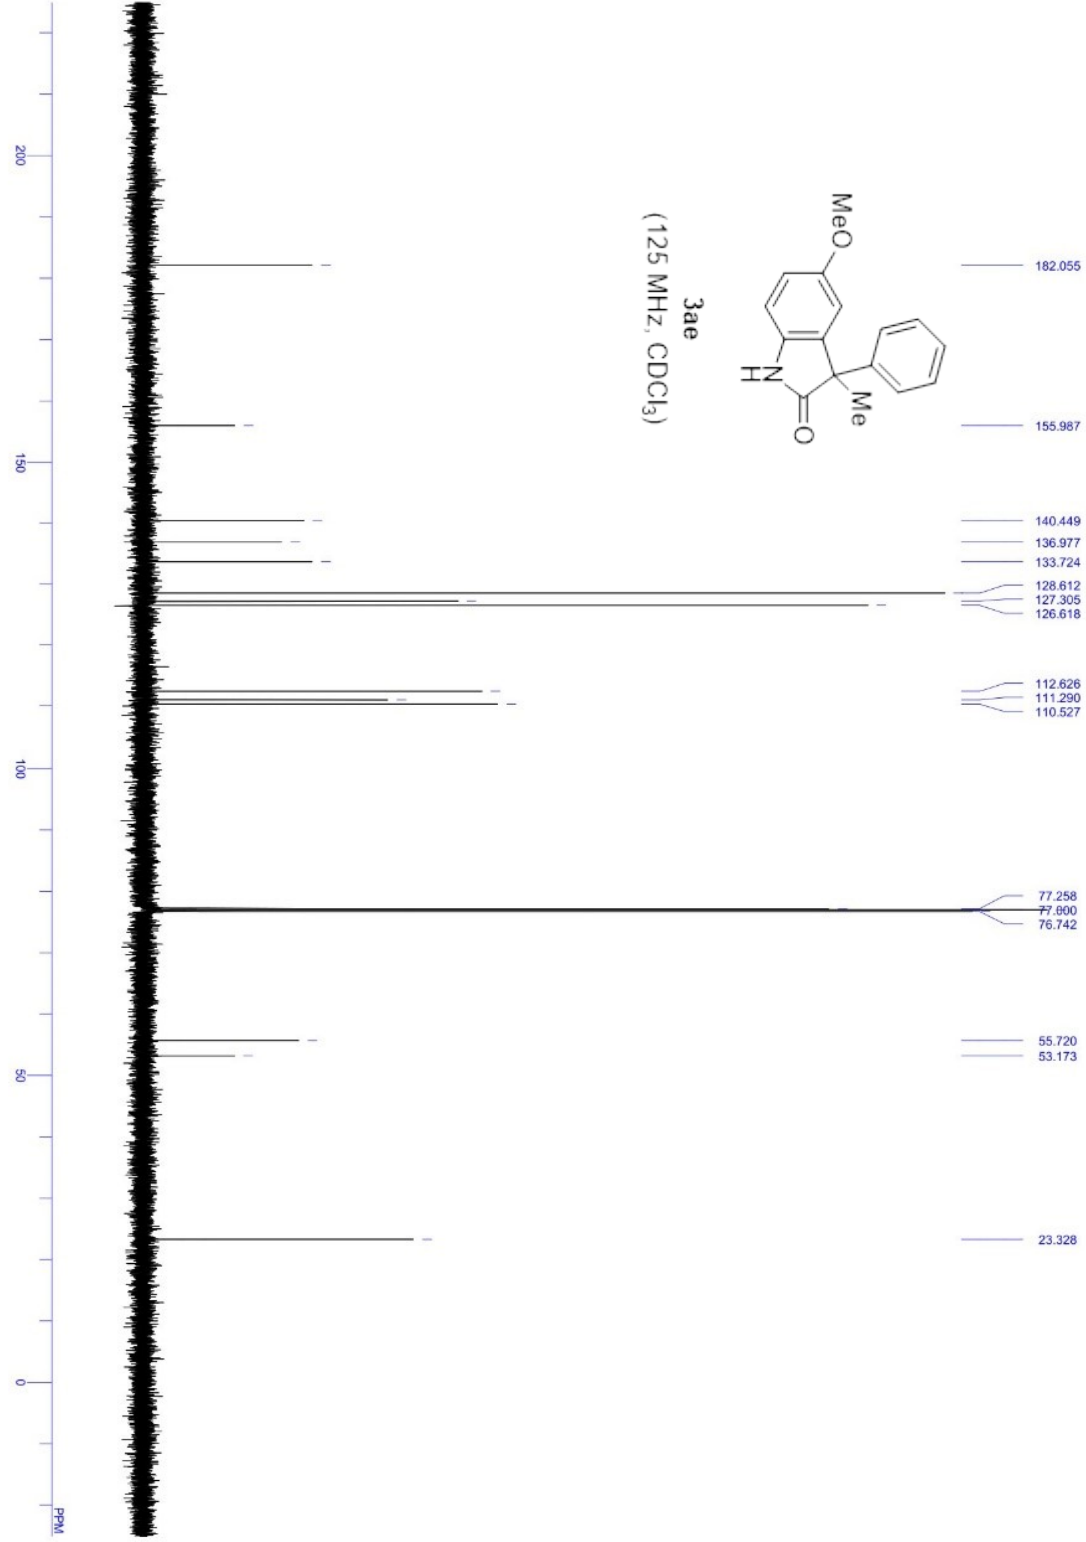 182.055
155.987
140.449
136.977
133.724
128.612
127.305
126.618
112.626
111.290
110.527
77.258
77.000
76.742
55.720
53.173
23.328
MeO
Me
N
H
O
3ae
(125 MHz, CDCl₃)
200
150
100
50
0
PPM